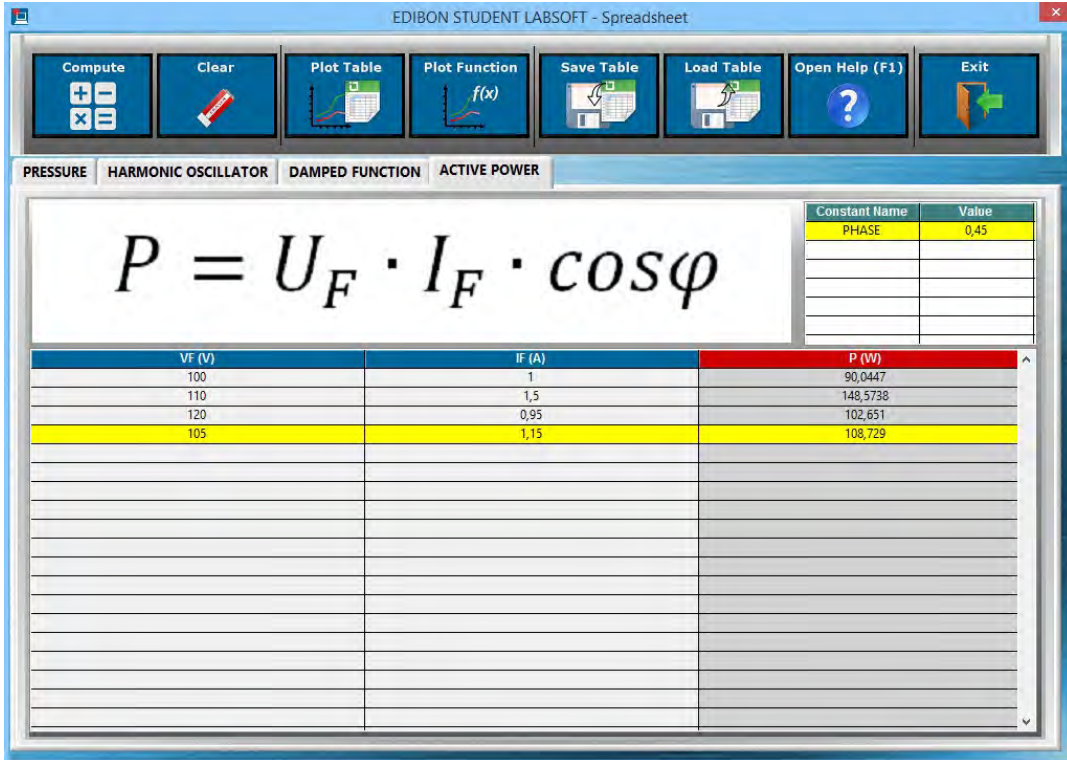 EDIBON STUDENT LABSOFT - Spreadsheet
Compute Clear Plot Table Plot Function Save Table Load Table Open Help (F1) Exit
f(x)
PRESSURE HARMONIC OSCILLATOR DAMPED FUNCTION ACTIVE POWER
Constant Name Value
PHASE 0,45
P = U_F · I_F · cosφ
VF (V) IF (A) P (W)
100 1 90,0447
110 1,5 148,5738
120 0,95 102,651
105 1,15 108,729